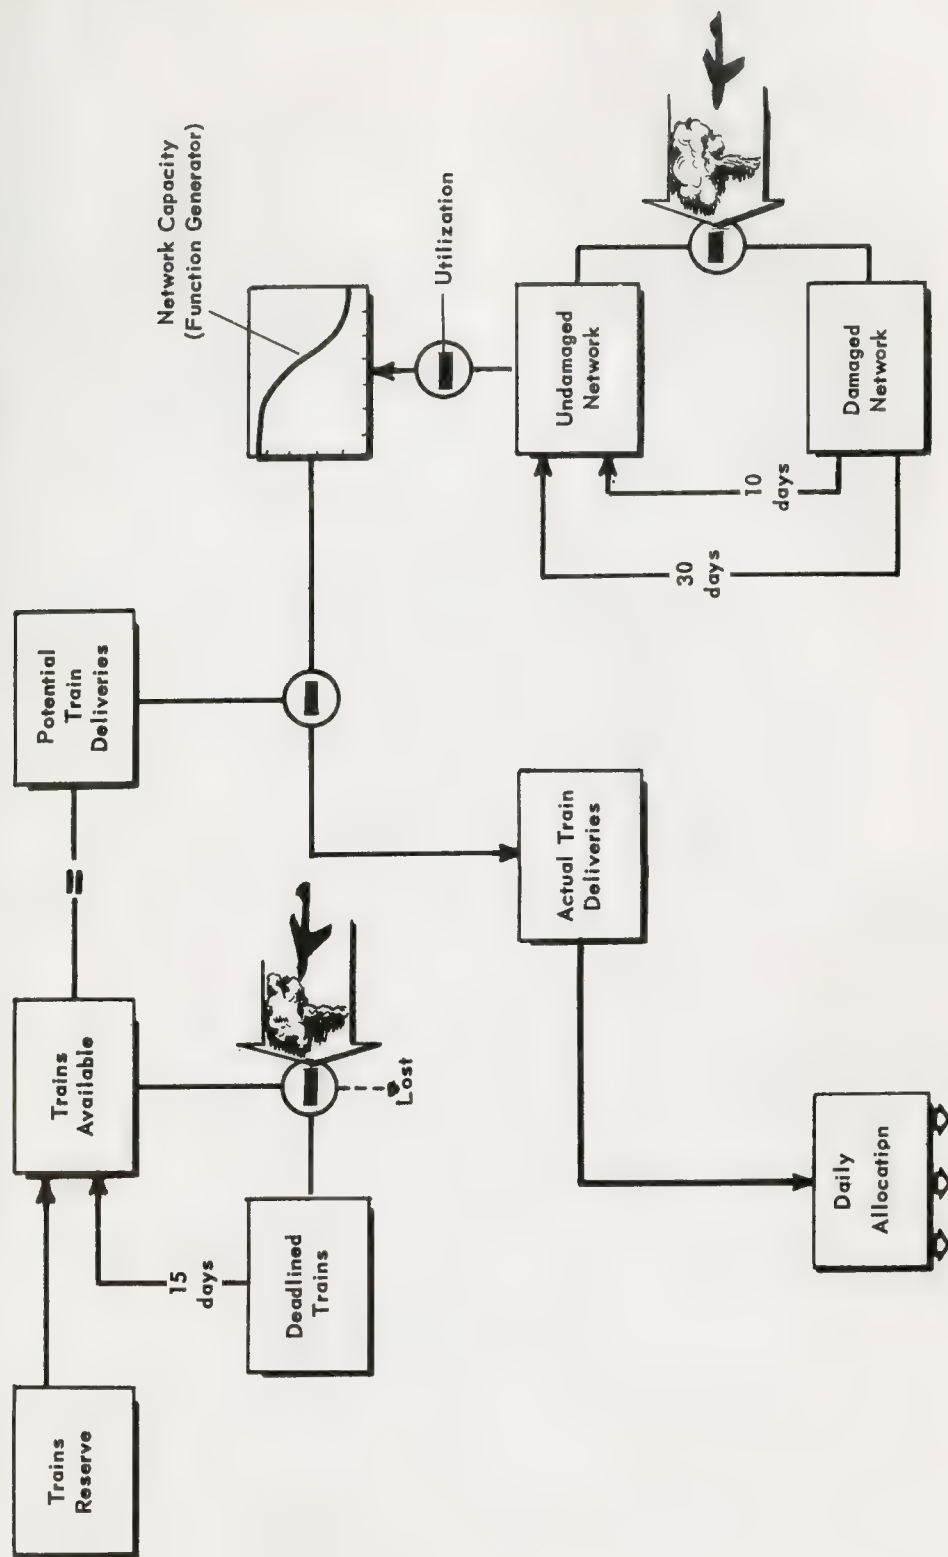 Trains
Reserve
Trains
Available
Potential
Train
Deliveries
15
days
Deadlined
Trains
Lost
Network Capacity
(Function Generator)
Utilization
Actual Train
Deliveries
Undamaged
Network
30
days
10
days
Daily
Allocation
Damaged
Network